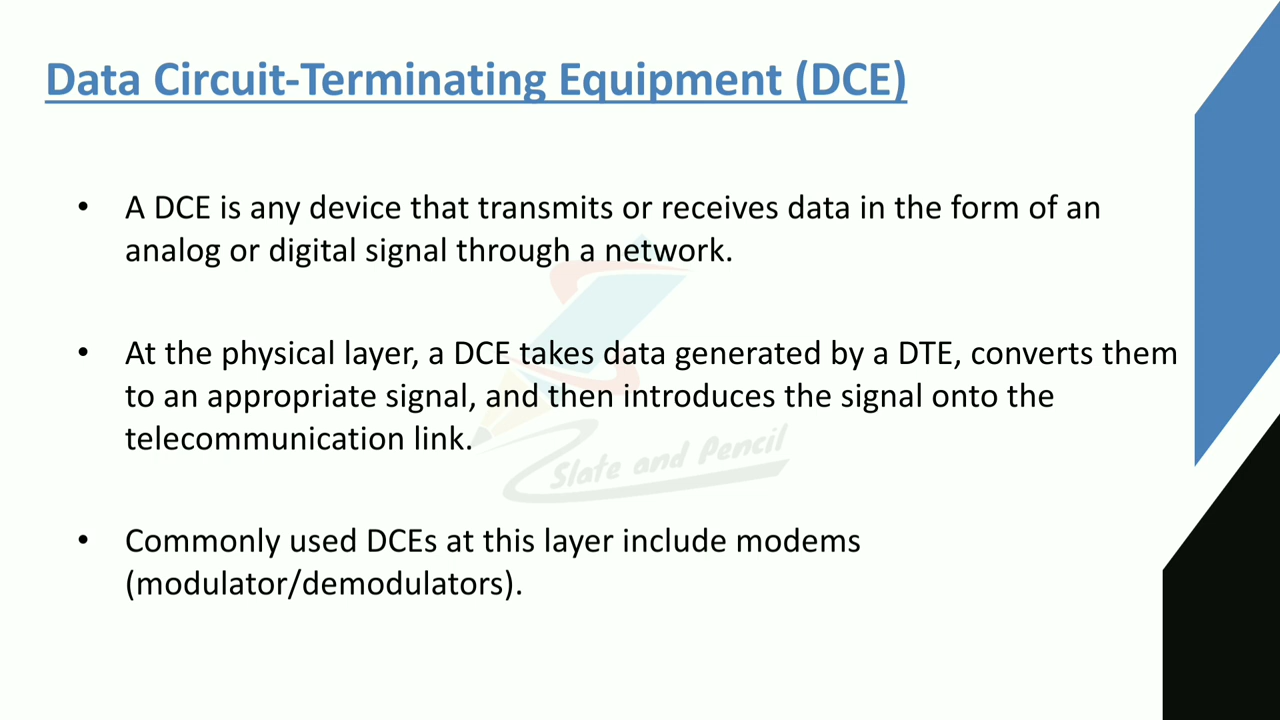 Data Circuit-Terminating Equipment (DCE)
• A DCE is any device that transmits or receives data in the form of an
analog or digital signal through a network.
• At the physical layer, a DCE takes data generated by a DTE, converts them
to an appropriate signal, and then introduces the signal onto the
telecommunication link.
Slate and Pencil
• Commonly used DCEs at this layer include modems
(modulator/demodulators).